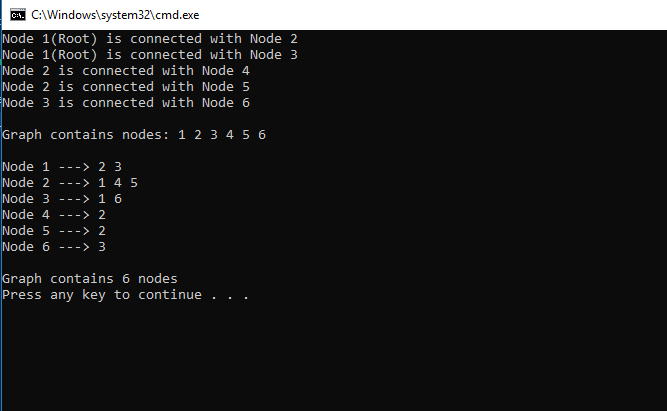 C:\Windows\system32\cmd.exe
Node 1(Root) is connected with Node 2
Node 1(Root) is connected with Node 3
Node 2 is connected with Node 4
Node 2 is connected with Node 5
Node 3 is connected with Node 6
Graph contains nodes: 1 2 3 4 5 6
Node 1 ---> 2 3
Node 2 ---> 1 4 5
Node 3 ---> 1 6
Node 4 ---> 2
Node 5 ---> 2
Node 6 ---> 3
Graph contains 6 nodes
Press any key to continue . . .